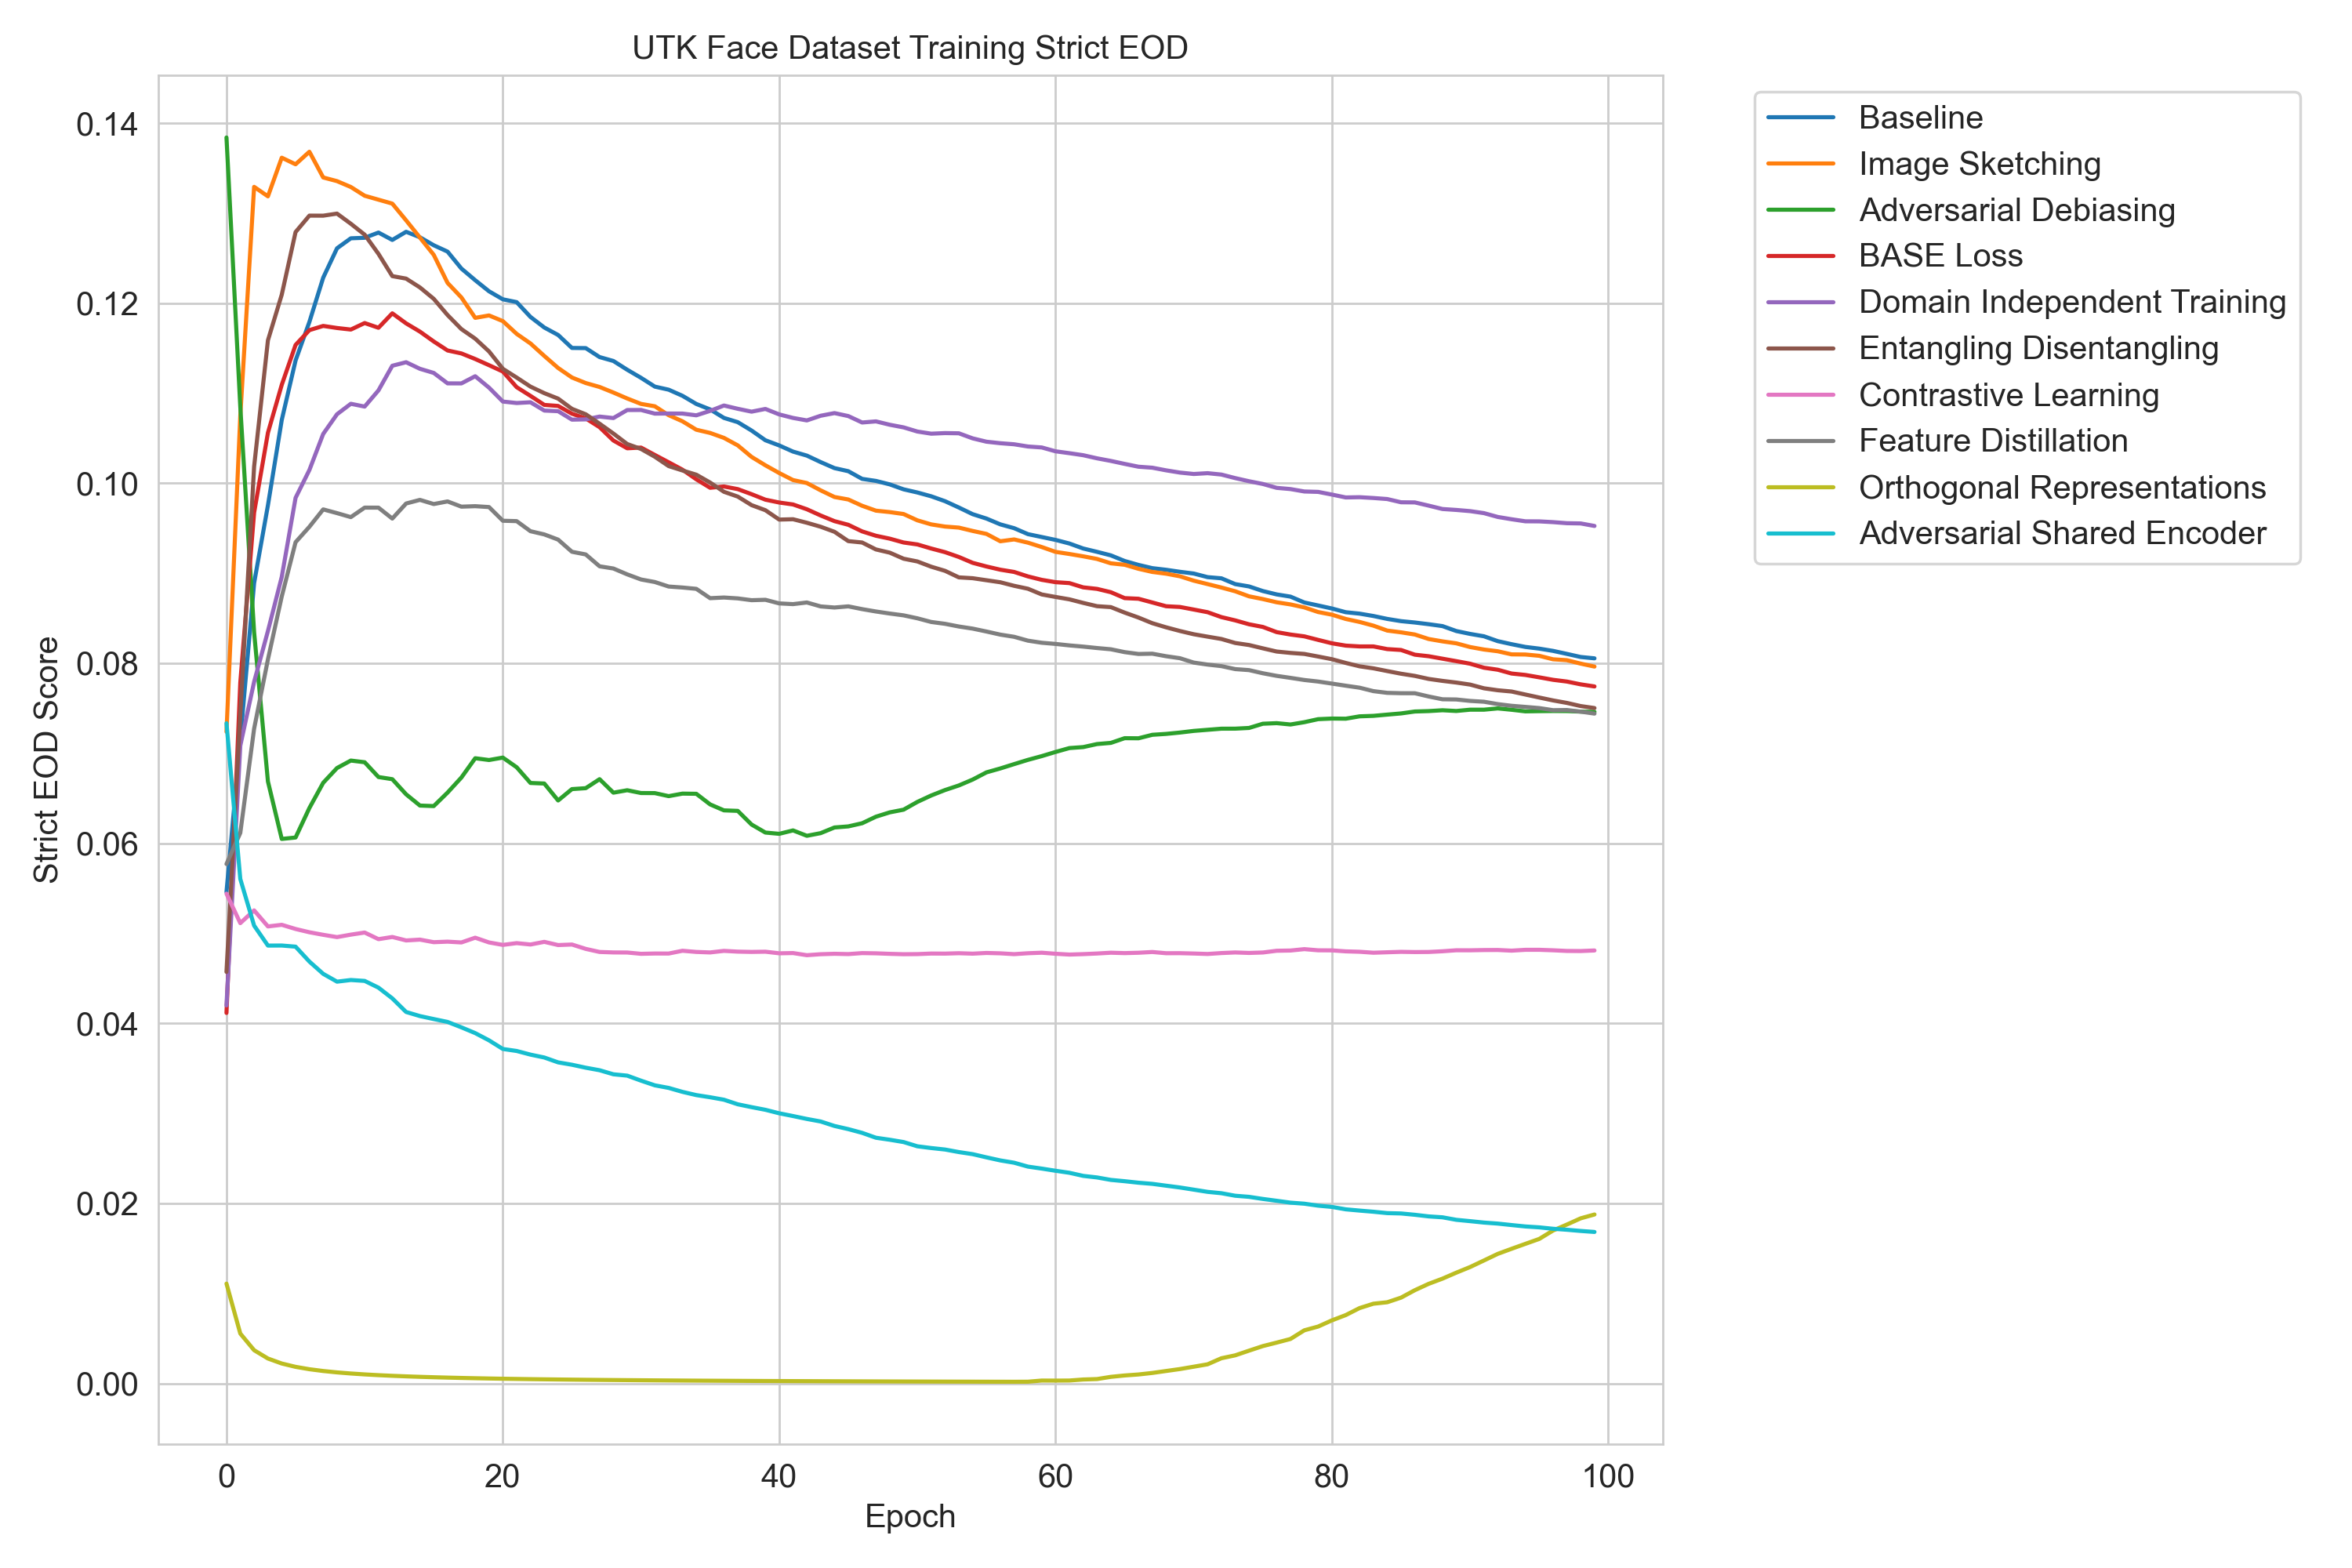 UTK Face Dataset Training Strict EOD
0.14
0.12
0.10
0.08
0.06
0.04
0.02
0.00
Strict EOD Score
0 20 40 60 80 100
Epoch
Baseline
Image Sketching
Adversarial Debiasing
BASE Loss
Domain Independent Training
Entangling Disentangling
Contrastive Learning
Feature Distillation
Orthogonal Representations
Adversarial Shared Encoder